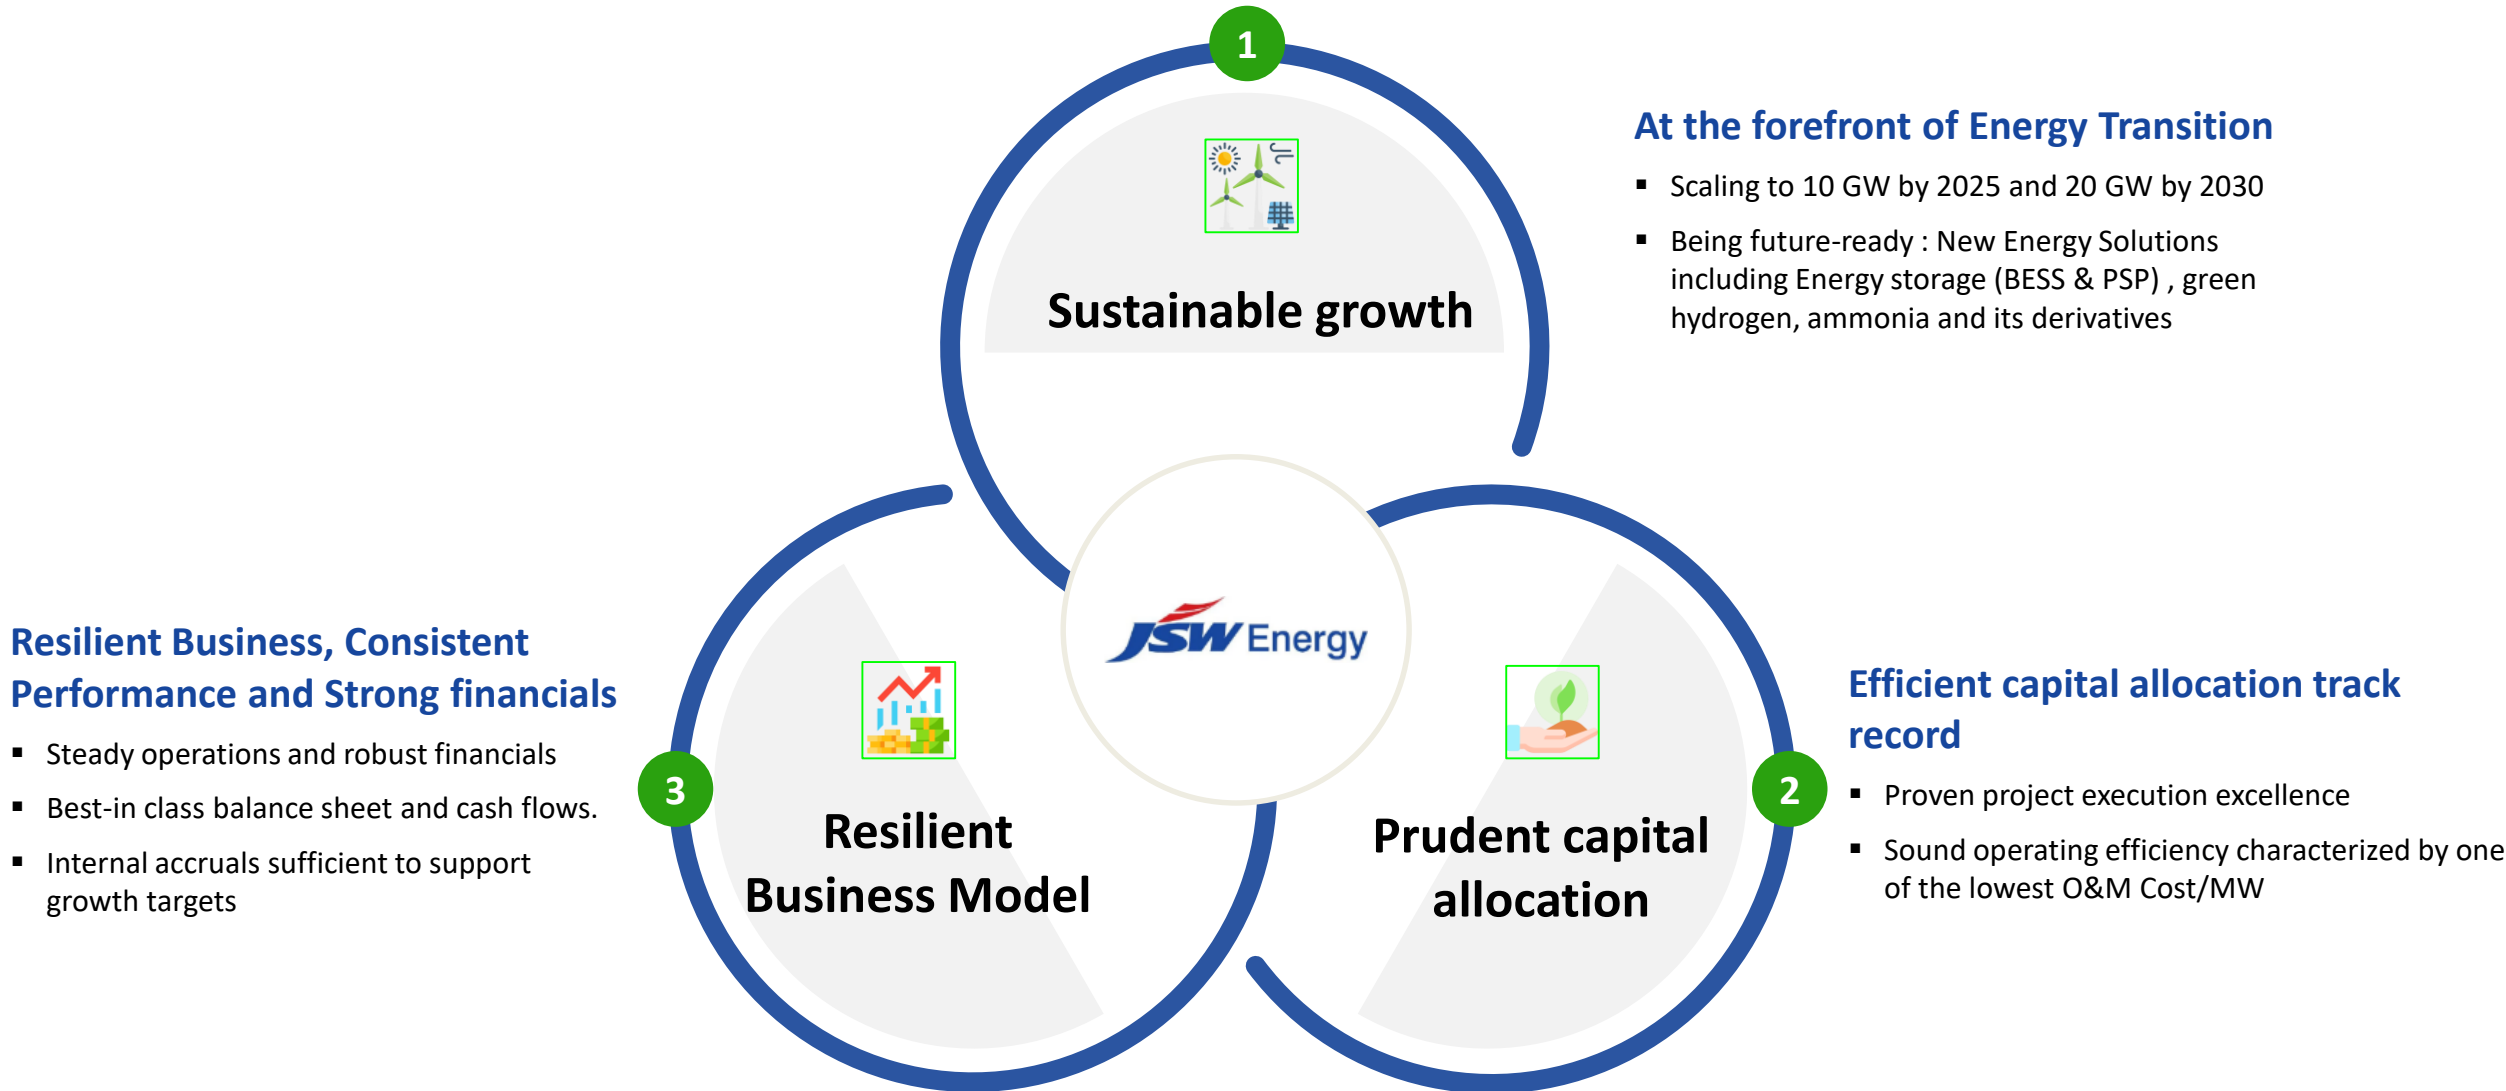 1
At the forefront of Energy Transition
▪ Scaling to 10 GW by 2025 and 20 GW by 2030
▪ Being future-ready : New Energy Solutions
including Energy storage (BESS & PSP) , green
hydrogen, ammonia and its derivatives
Sustainable growth
JSW Energy
Resilient Business, Consistent
Performance and Strong financials
▪ Steady operations and robust financials
▪ Best-in class balance sheet and cash flows.
▪ Internal accruals sufficient to support
growth targets
3
Resilient
Business Model
Prudent capital
allocation
2
Efficient capital allocation track
record
▪ Proven project execution excellence
▪ Sound operating efficiency characterized by one
of the lowest O&M Cost/MW